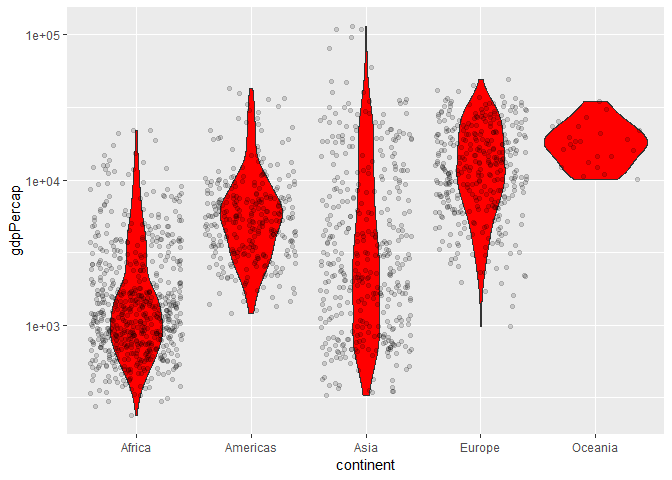 1e+05
1e+04
1e+03
gdpPercap
Africa Americas Asia Europe Oceania
continent